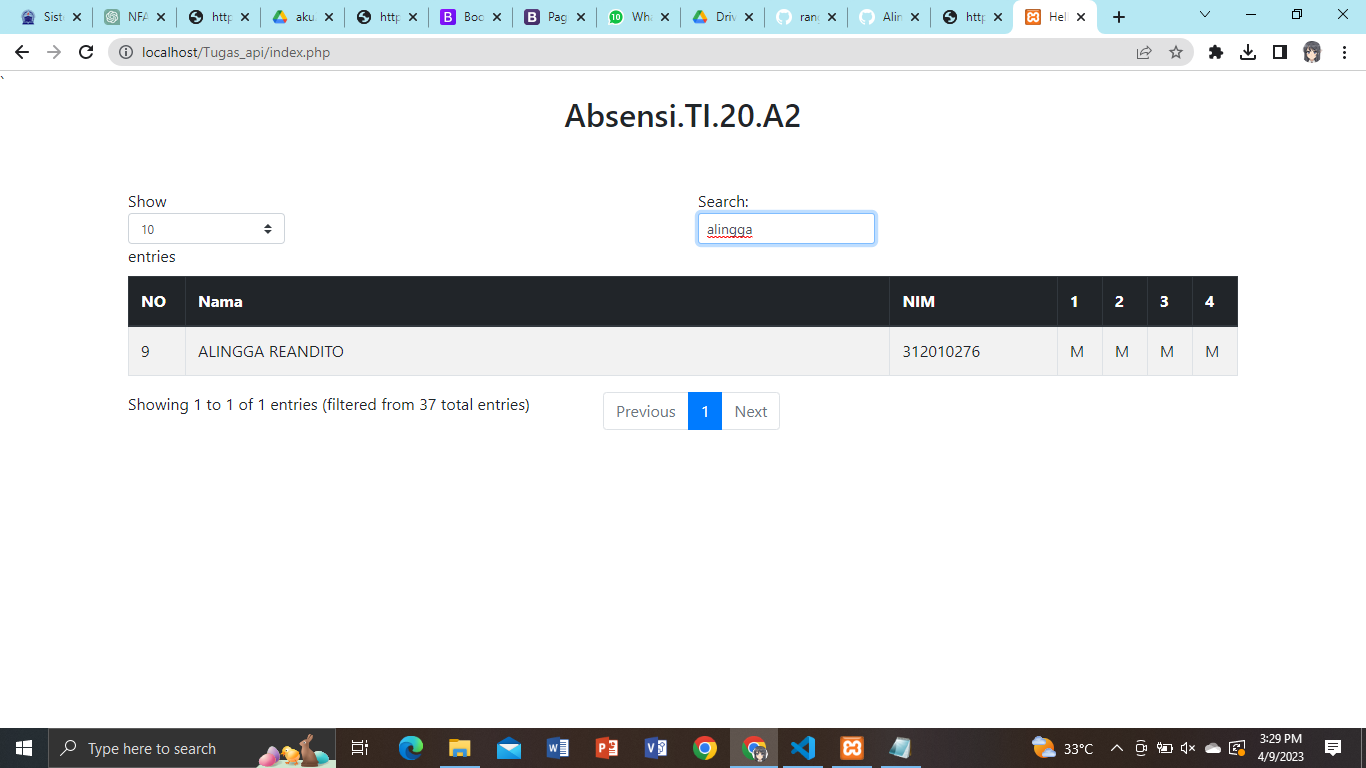 Sist
NFA
http
aku.
http
Boo
Pag
10
Wha
Driv
rand
Alin
http
Hel
localhost/Tugas_api/index.php
`
Absensi.TI.20.A2
Show
10
entries
Search:
alingga
NO Nama NIM 1 2 3 4
9 ALINGGA REANDITO 312010276 M M M M
Showing 1 to 1 of 1 entries (filtered from 37 total entries)
Previous 1 Next
Type here to search
33°C
3:29 PM
4/9/2023